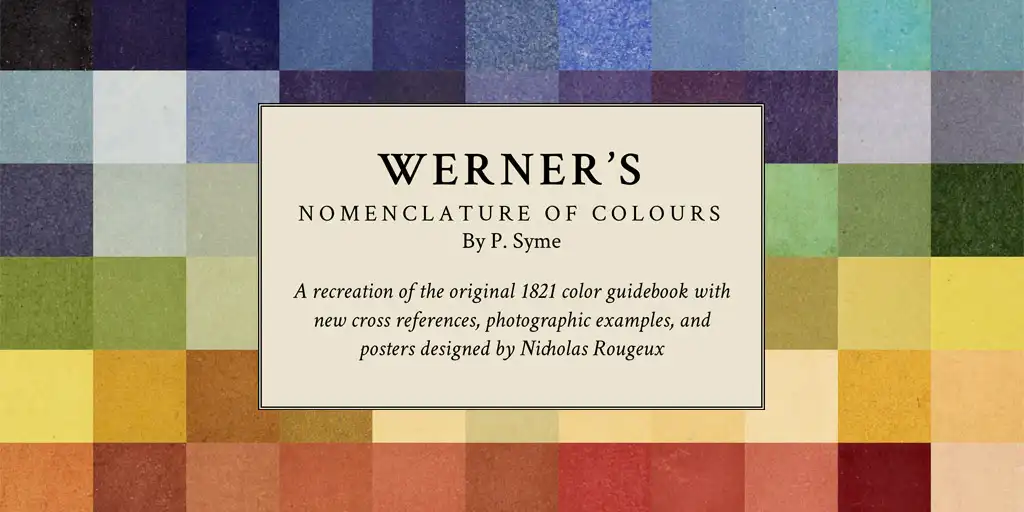 WERNER’S
NOMENCLATURE OF COLOURS
By P. Syme
A recreation of the original 1821 color guidebook with
new cross references, photographic examples, and
posters designed by Nicholas Rougeux